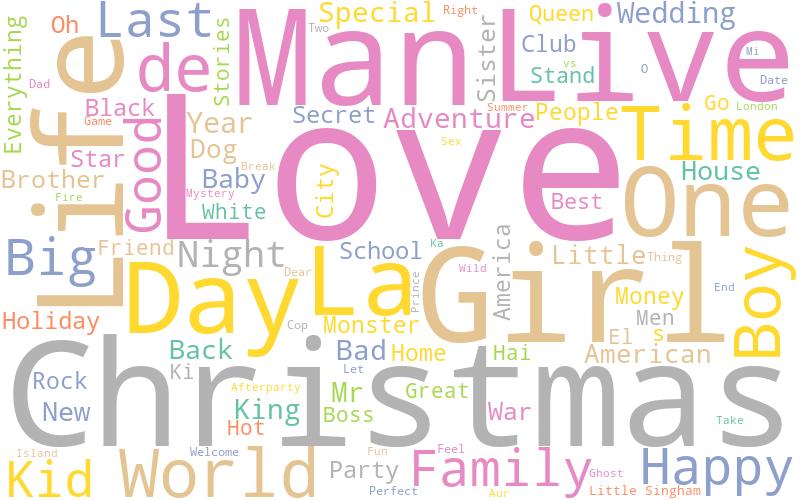 Everything
Oh
Last
Stories
Special
Two
Right
Queen
Wedding
Sister
Club
Mi
vs
Stand
O
Date
Dad
de
Man
Live
Life
Black
Game
Secret
Summer
Adventure
People
Go
London
Time
Year
Dog
Good
Star
Love
Sex
Break
House
Brother
Fire
Baby
Mystery
City
White
Best
One
Big
Friend
Night
School
Ka
America
Little
Thing
Wild
Boy
Day
La
Dear
Prince
Girl
Money
End
Holiday
Cop
Monster
Men
s
El
Back
Bad
Home
Hai
American
Christmas
Rock
Ki
Let
Afterparty
Mr
Great
New
King
Boss
War
Take
Hot
Island
Welcome
Fun
Feel
Kid
World
Party
Family
Ghost
Happy
Perfect
Aur
Little Singham